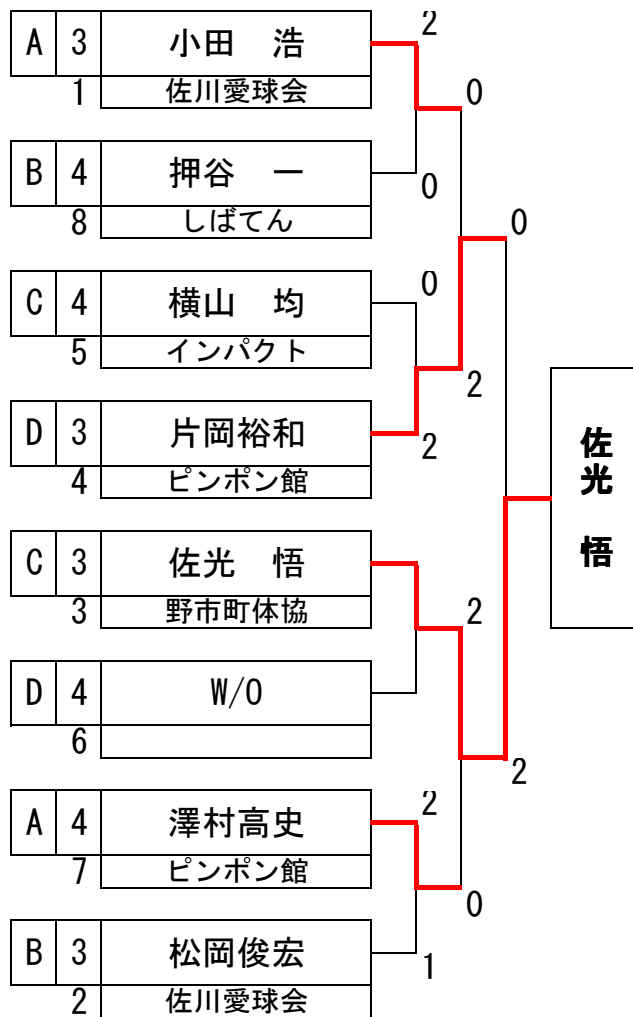 A 3 小田　浩 2
1 佐川愛球会 0
B 4 押谷　一 0
8 しばてん 0
C 4 横山　均 0
5 インパクト 2
D 3 片岡裕和 2
4 ピンポン館
佐光　悟
C 3 佐光　悟
3 野市町体協 2
D 4 W/O
6 2
A 4 澤村高史 2
7 ピンポン館 0
B 3 松岡俊宏 1
2 佐川愛球会